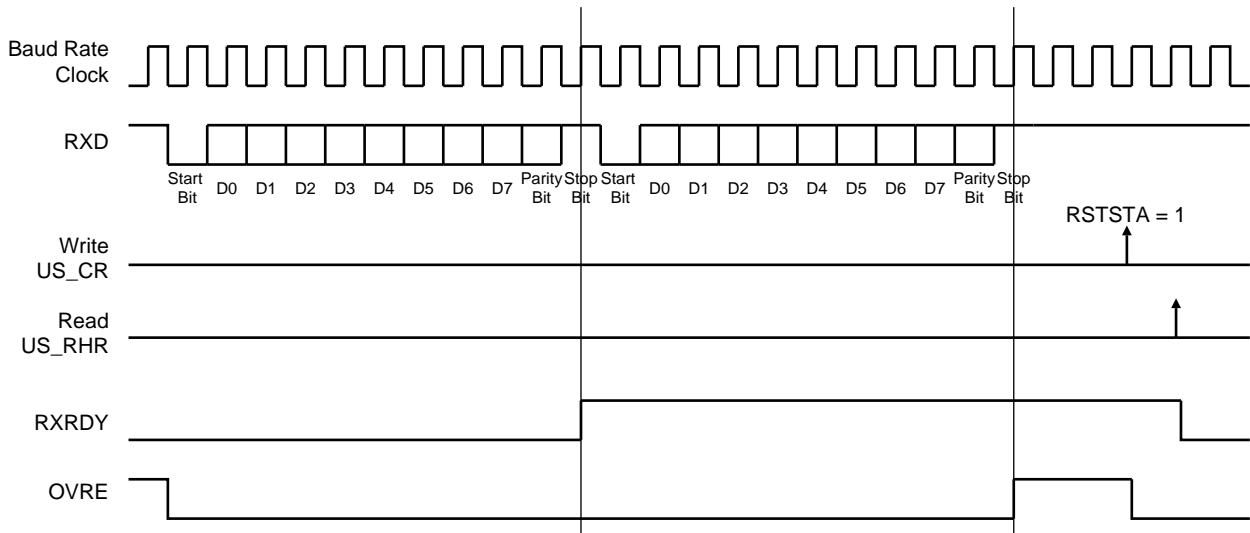 Baud Rate
Clock
RXD
Start
Bit
D0
D1
D2
D3
D4
D5
D6
D7
Parity
Bit
Stop
Bit
Start
Bit
D0
D1
D2
D3
D4
D5
D6
D7
Parity
Bit
Stop
Bit
RSTSTA = 1
Write
US_CR
Read
US_RHR
RXRDY
OVRE